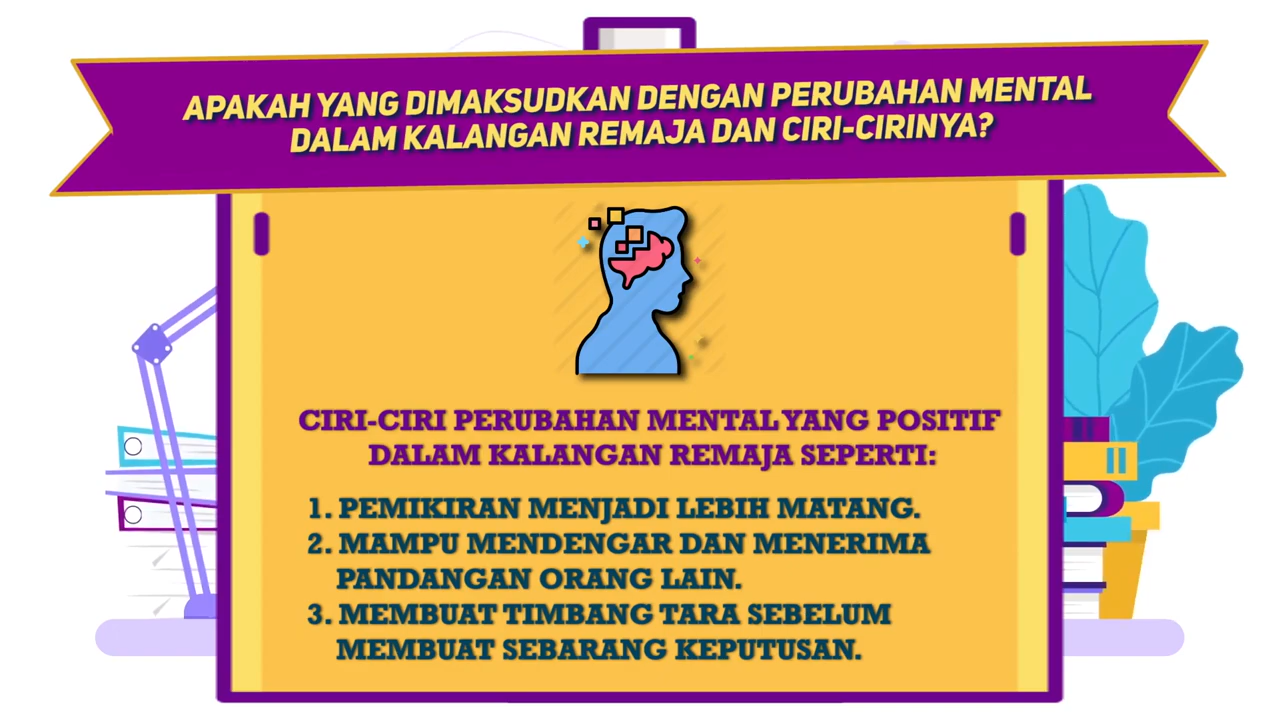 APAKAH YANG DIMAKSUDKAN DENGAN PERUBAHAN MENTAL
DALAM KALANGAN REMAJA DAN CIRI-CIRINYA?
CIRI-CIRI PERUBAHAN MENTAL YANG POSITIF
DALAM KALANGAN REMAJA SEPERTI:
1. PEMIKIRAN MENJADI LEBIH MATANG.
2. MAMPU MENDENGAR DAN MENERIMA
PANDANGAN ORANG LAIN.
3. MEMBUAT TIMBANG TARA SEBELUM
MEMBUAT SEBARANG KEPUTUSAN.